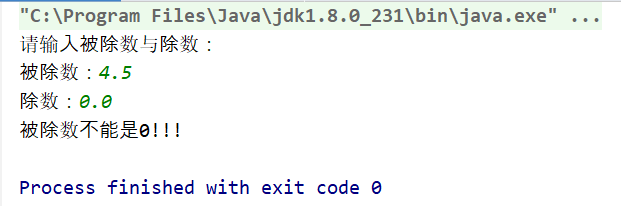 "C:\Program Files\Java\jdk1.8.0_231\bin\java.exe" ...
请输入被除数与除数：
被除数：4.5
除数：0.0
被除数不能是0!!!
Process finished with exit code 0